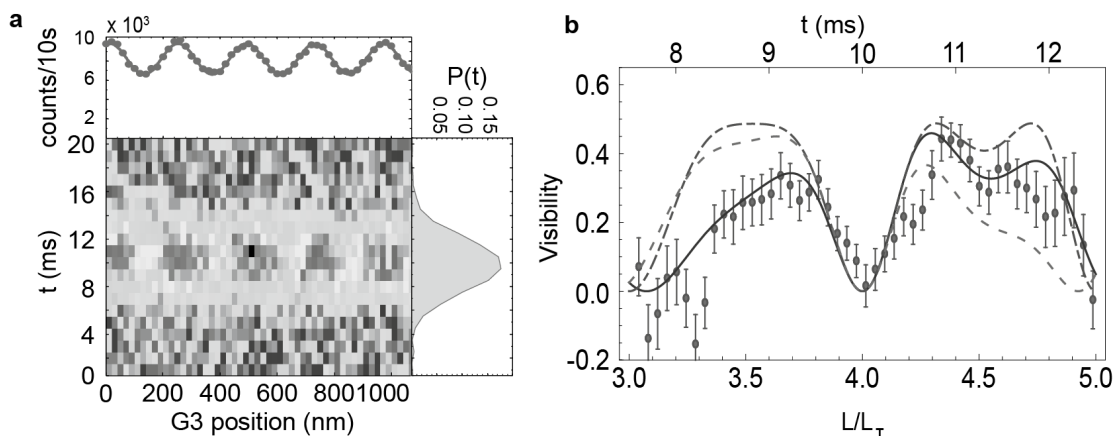 a
x 10³
counts/10s
10
8
6
4
2
P(t)
0.05
0.10
0.15
t (ms)
20
16
12
8
4
0
0 200 400 600 8001000
G3 position (nm)
b
t (ms)
8 9 10 11 12
Visibility
0.6
0.4
0.2
0.0
-0.2
3.0 3.5 4.0 4.5 5.0
L/L_T